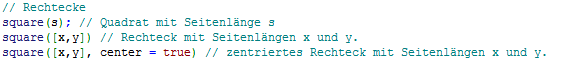 // Rechtecke
square(s); // Quadrat mit Seitenlänge s
square([x,y]) // Rechteck mit Seitenlängen x und y.
square([x,y], center = true) // zentriertes Rechteck mit Seitenlängen x und y.